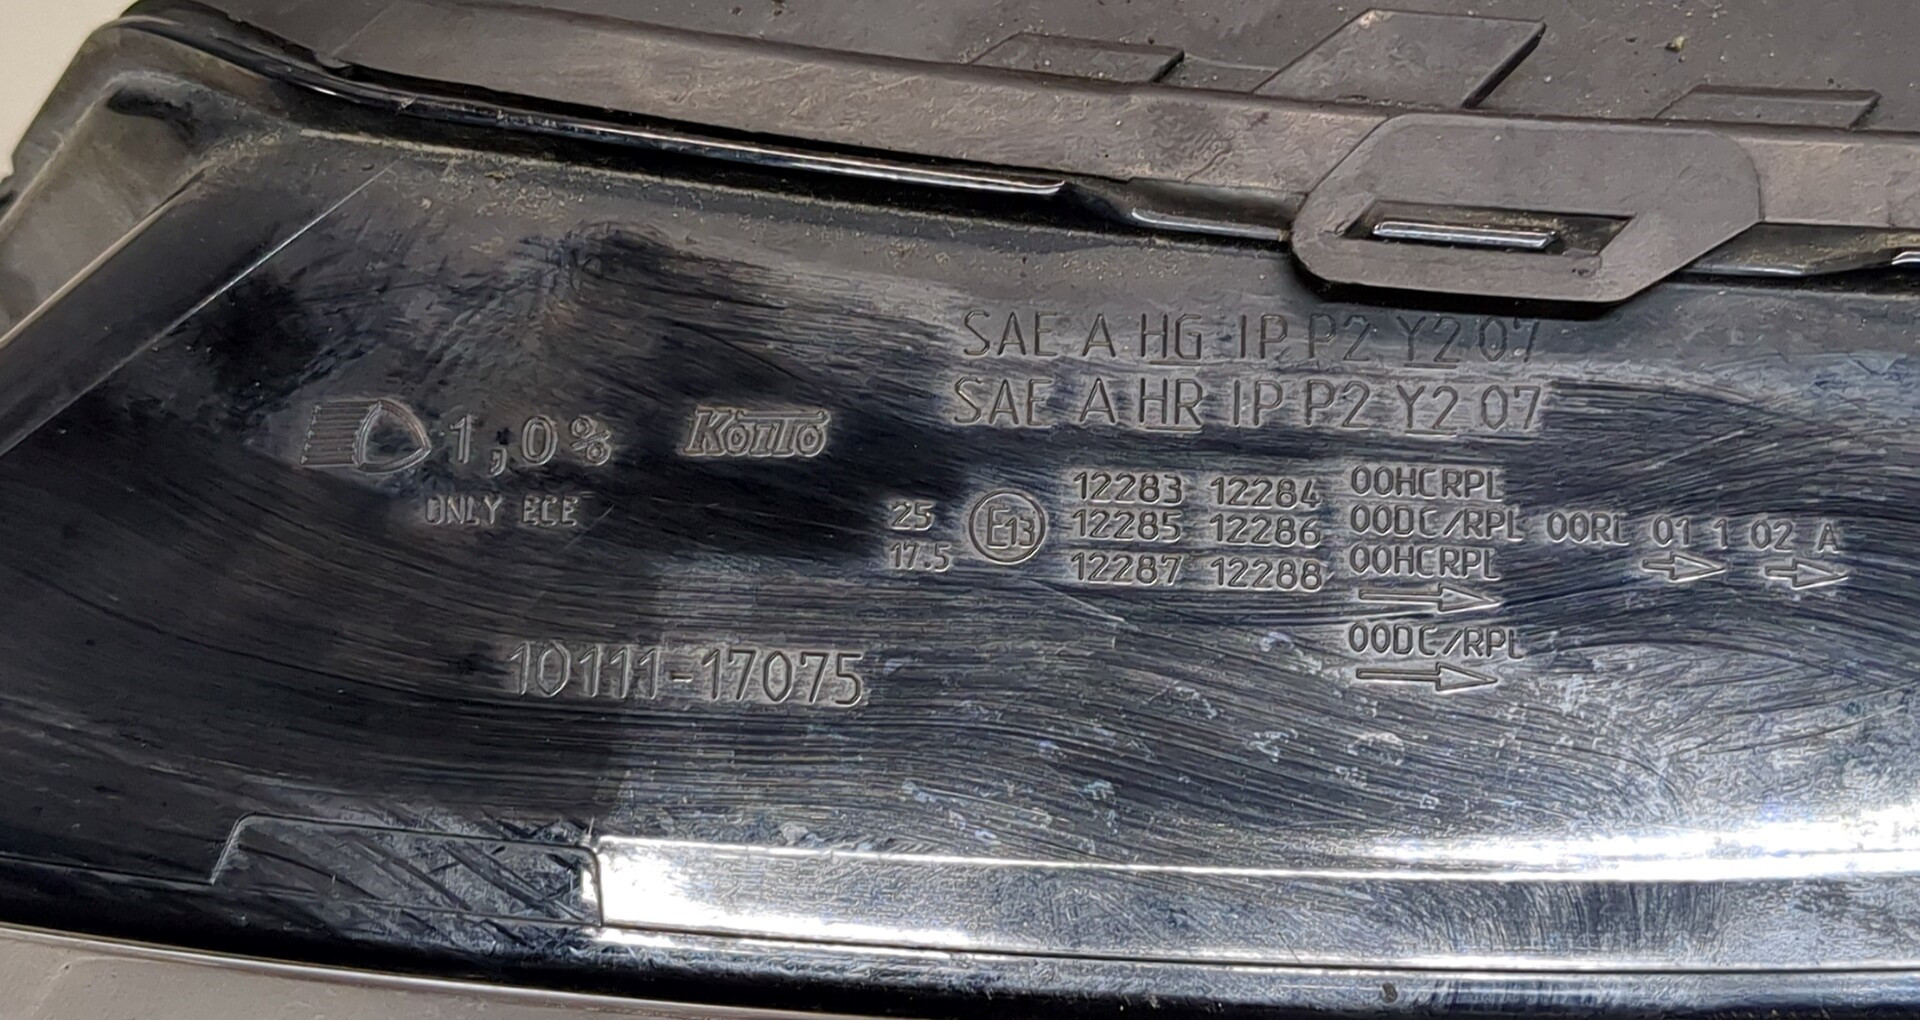 SAE A HG IP P2 Y2 07
SAE A HR IP P2 Y2 07
1,0%
KOITO
ONLY ECE
25
17.5
E13
12283 12284 00HCRPL
12285 12286 00DC/RPL 00RL 01 1 02 A
12287 12288 00HCRPL
00DC/RPL
10111-17075